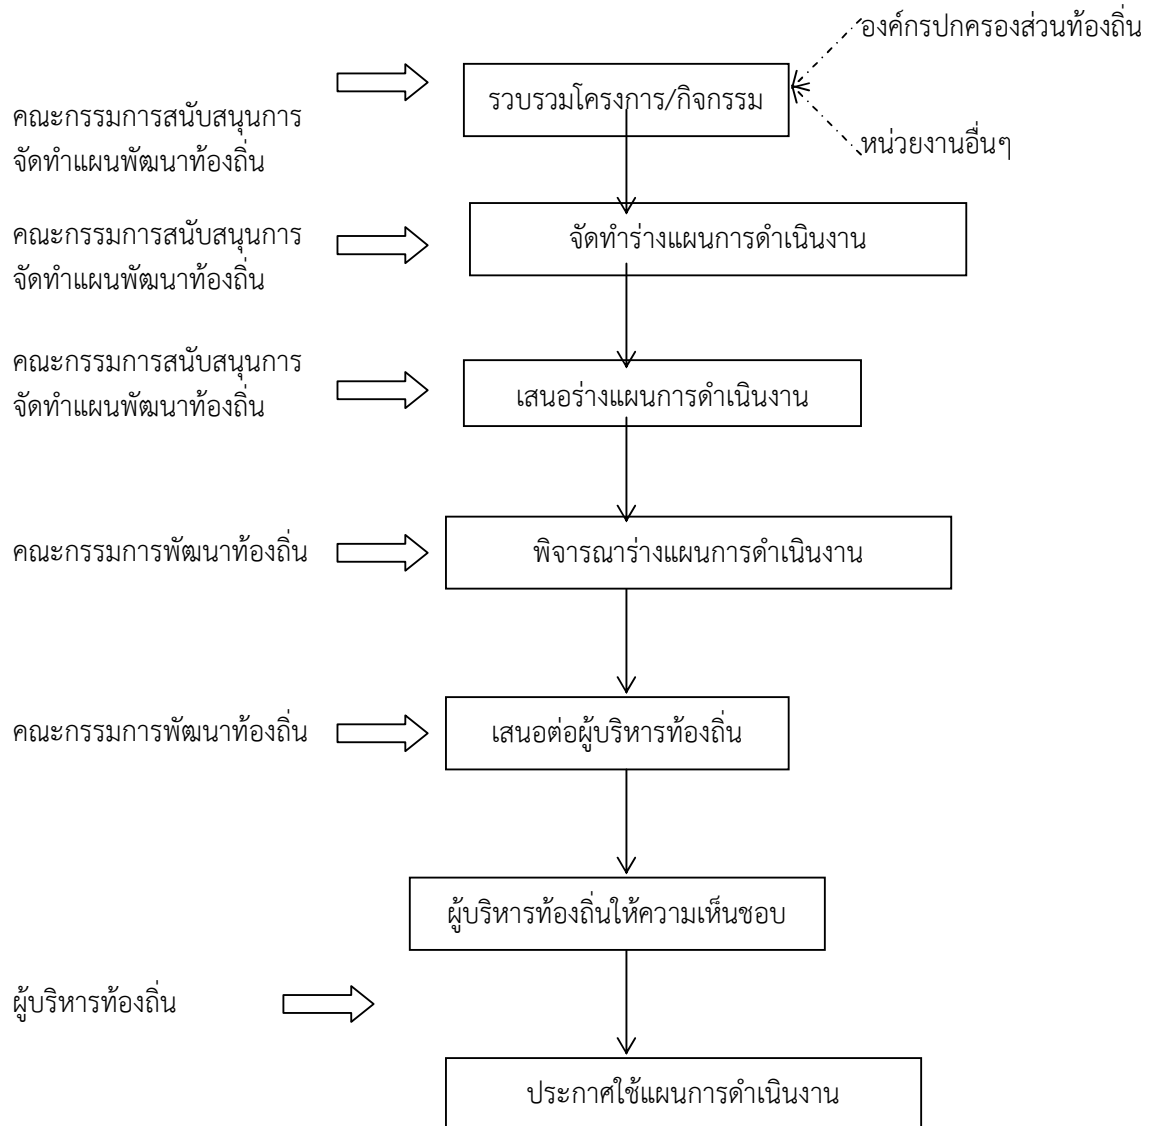 องค์กรปกครองส่วนท้องถิ่น
รวบรวมโครงการ/กิจกรรม
คณะกรรมการสนับสนุนการ
จัดทำแผนพัฒนาท้องถิ่น
หน่วยงานอื่นๆ
คณะกรรมการสนับสนุนการ
จัดทำแผนพัฒนาท้องถิ่น
จัดทำร่างแผนการดำเนินงาน
คณะกรรมการสนับสนุนการ
จัดทำแผนพัฒนาท้องถิ่น
เสนอร่างแผนการดำเนินงาน
คณะกรรมการพัฒนาท้องถิ่น
พิจารณาร่างแผนการดำเนินงาน
คณะกรรมการพัฒนาท้องถิ่น
เสนอต่อผู้บริหารท้องถิ่น
ผู้บริหารท้องถิ่นให้ความเห็นชอบ
ผู้บริหารท้องถิ่น
ประกาศใช้แผนการดำเนินงาน